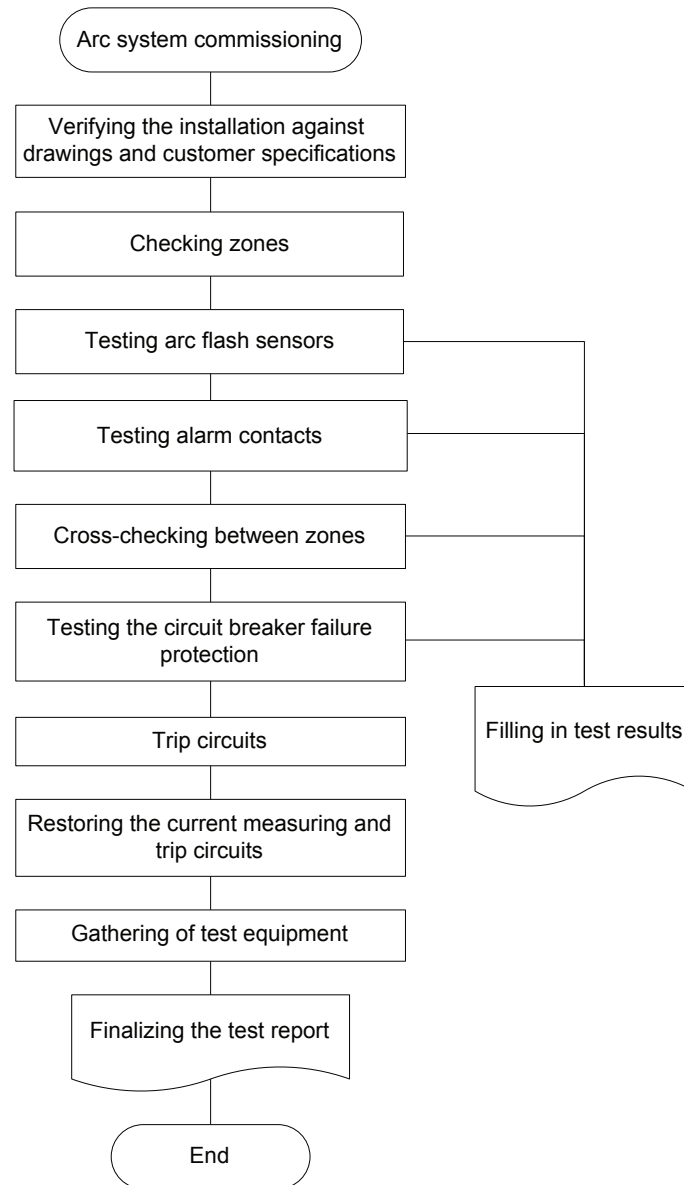 Arc system commissioning
Verifying the installation against
drawings and customer specifications
Checking zones
Testing arc flash sensors
Testing alarm contacts
Cross-checking between zones
Testing the circuit breaker failure
protection
Filling in test results
Trip circuits
Restoring the current measuring and
trip circuits
Gathering of test equipment
Finalizing the test report
End